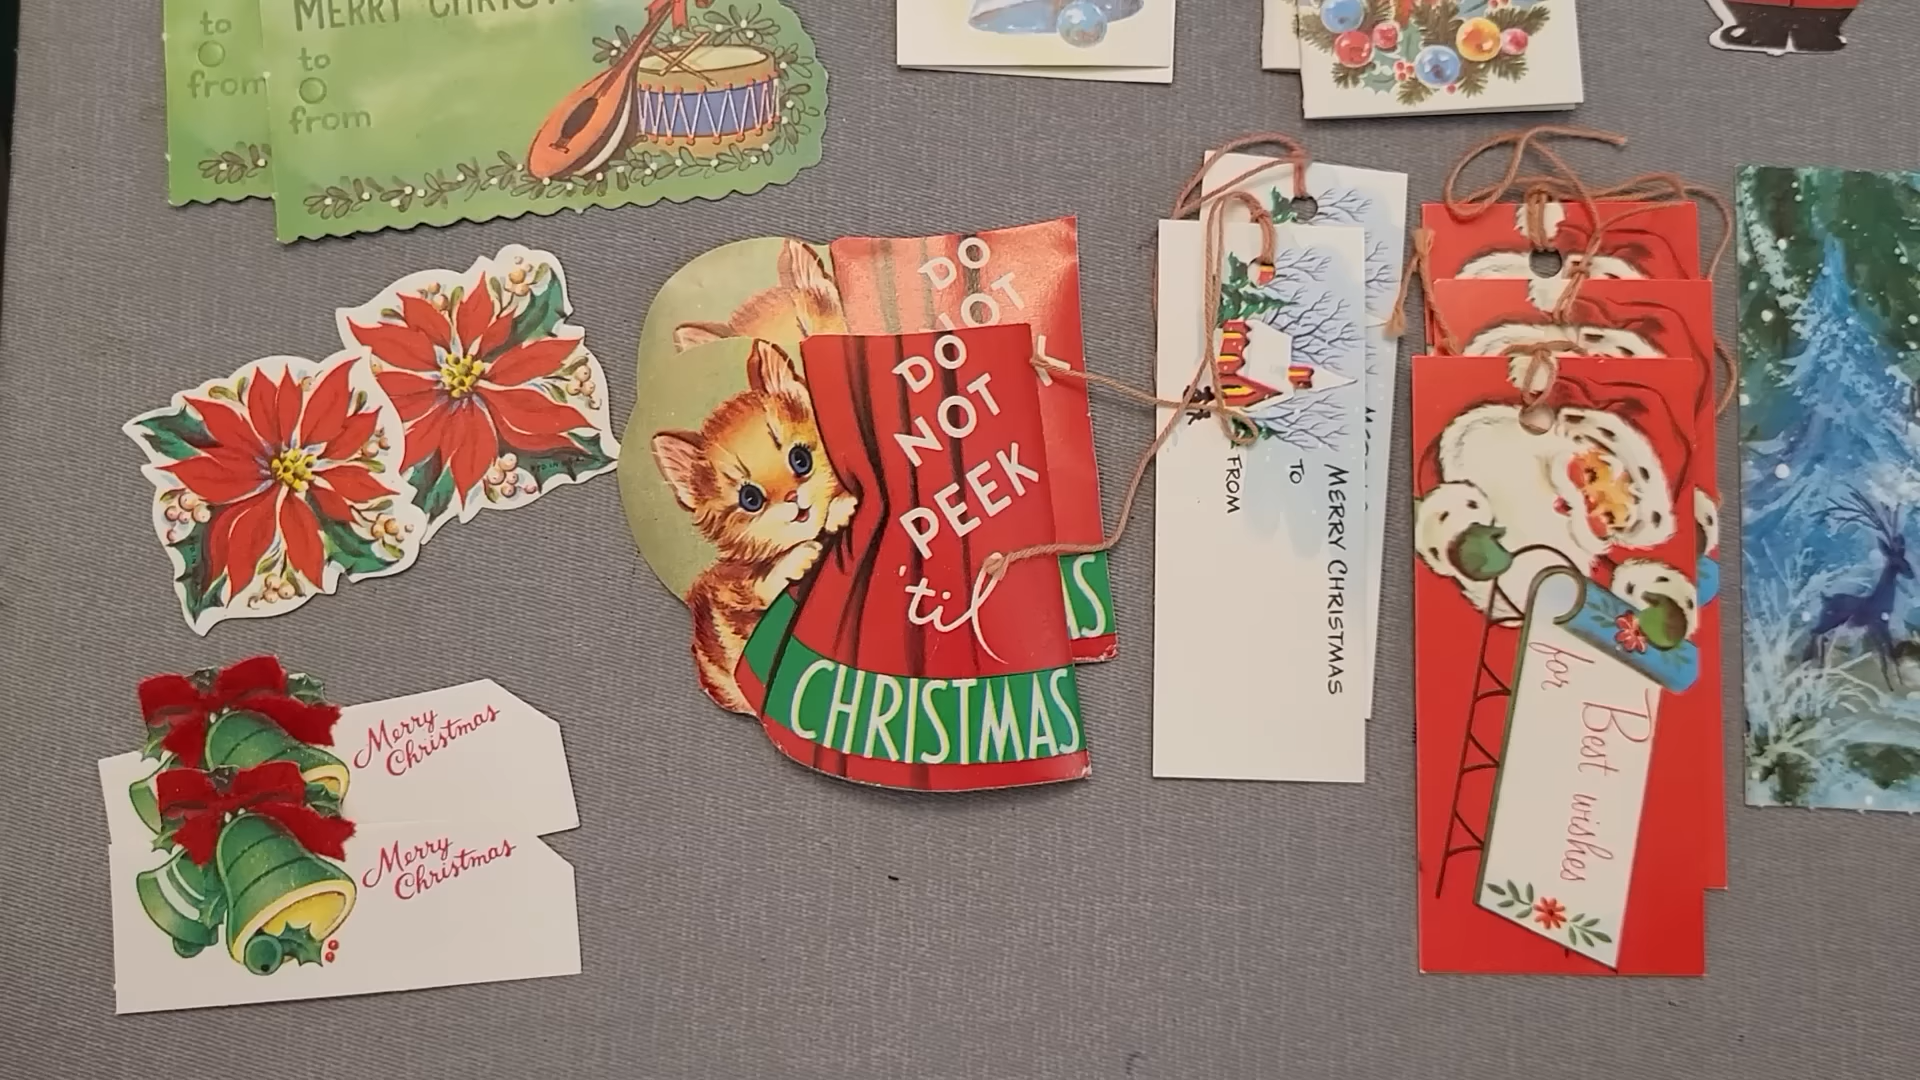 to
from
MERRY
to
from
DO
NOT
K
DO
NOT
PEEK
'til
CHRISTMAS
AS
FROM
TO
MERRY CHRISTMAS
for
Best wishes
Merry
Christmas
Merry
Christmas